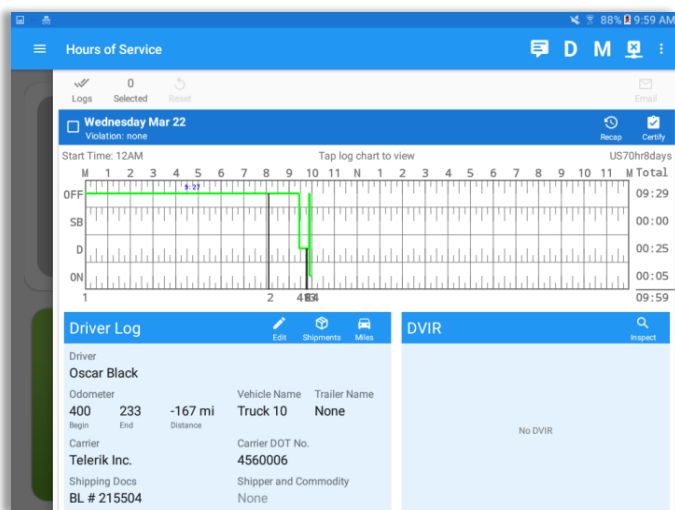 88% 9:59 AM
Hours of Service D M
Logs 0 Selected Reset Email
Wednesday Mar 22
Violation: none Recap Certify
Start Time: 12AM Tap log chart to view US70hr8days
M 1 2 3 4 5 6 7 8 9 10 11 N 1 2 3 4 5 6 7 8 9 10 11 M Total
9:27
OFF 09:29
SB 00:00
D 00:25
ON 00:05
1 2 09:59
Driver Log Edit Shipments Miles
DVIR Inspect
Driver
Oscar Black
Odometer Vehicle Name Trailer Name
400 233 -167 mi Truck 10 None
Begin End Distance
No DVIR
Carrier Carrier DOT No.
Telerik Inc. 4560006
Shipping Docs Shipper and Commodity
BL # 215504 None